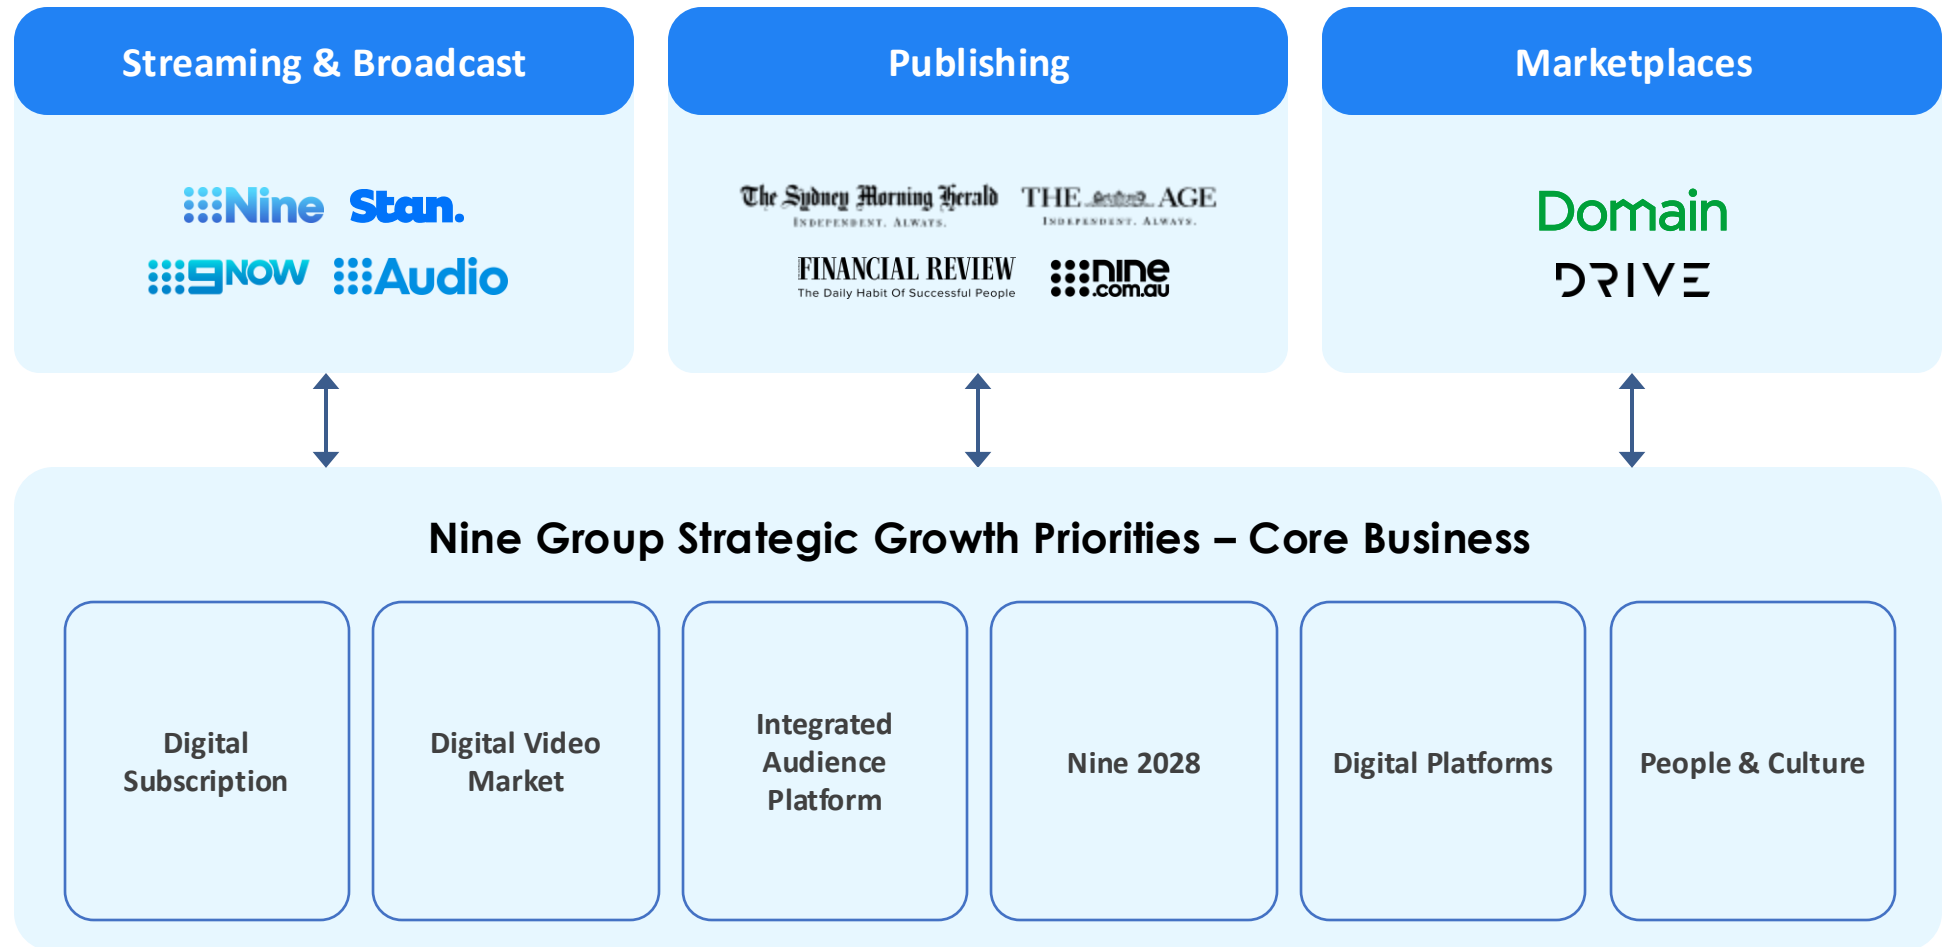 Streaming & Broadcast
Publishing
Marketplaces
Nine
Stan.
9NOW
Audio
The Sydney Morning Herald
INDEPENDENT. ALWAYS.
THE AGE
INDEPENDENT. ALWAYS.
FINANCIAL REVIEW
The Daily Habit Of Successful People
nine
.com.au
Domain
DRIVE
Nine Group Strategic Growth Priorities – Core Business
Digital
Subscription
Digital Video
Market
Integrated
Audience
Platform
Nine 2028
Digital Platforms
People & Culture